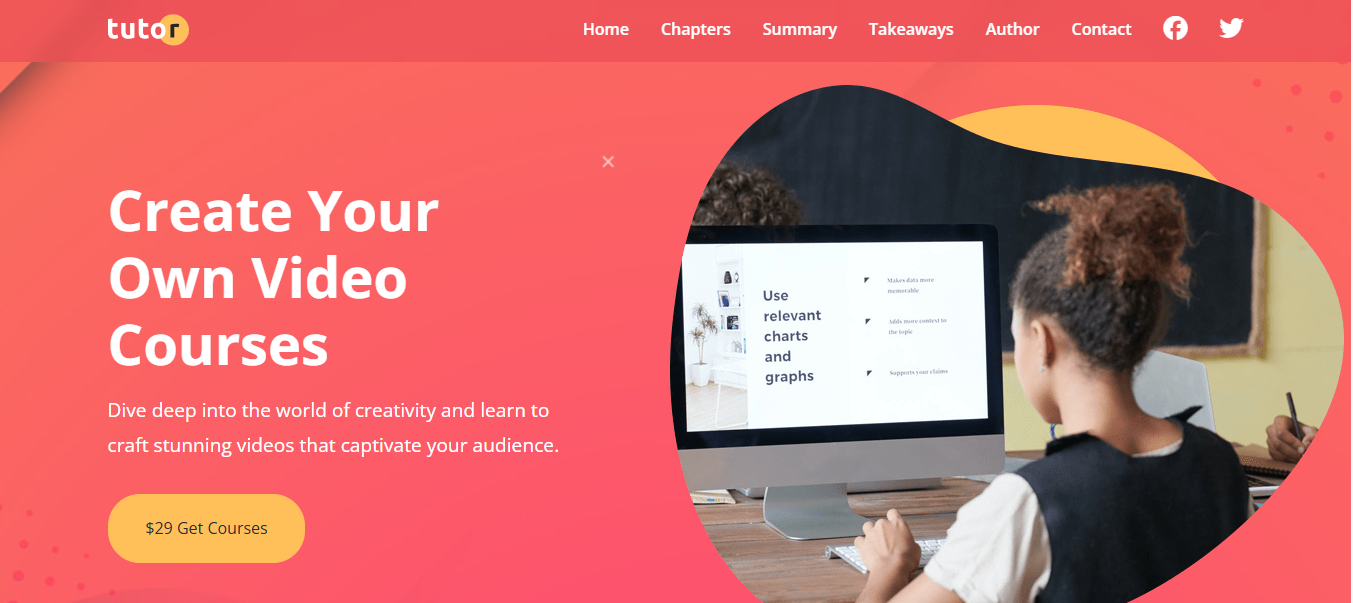 tutor
Home Chapters Summary Takeaways Author Contact
Create Your
Own Video
Courses
Dive deep into the world of creativity and learn to
craft stunning videos that captivate your audience.
$29 Get Courses
Use
relevant
charts
and
graphs
Makes data more
memorable
Adds more context to
the topic
Supports your claims